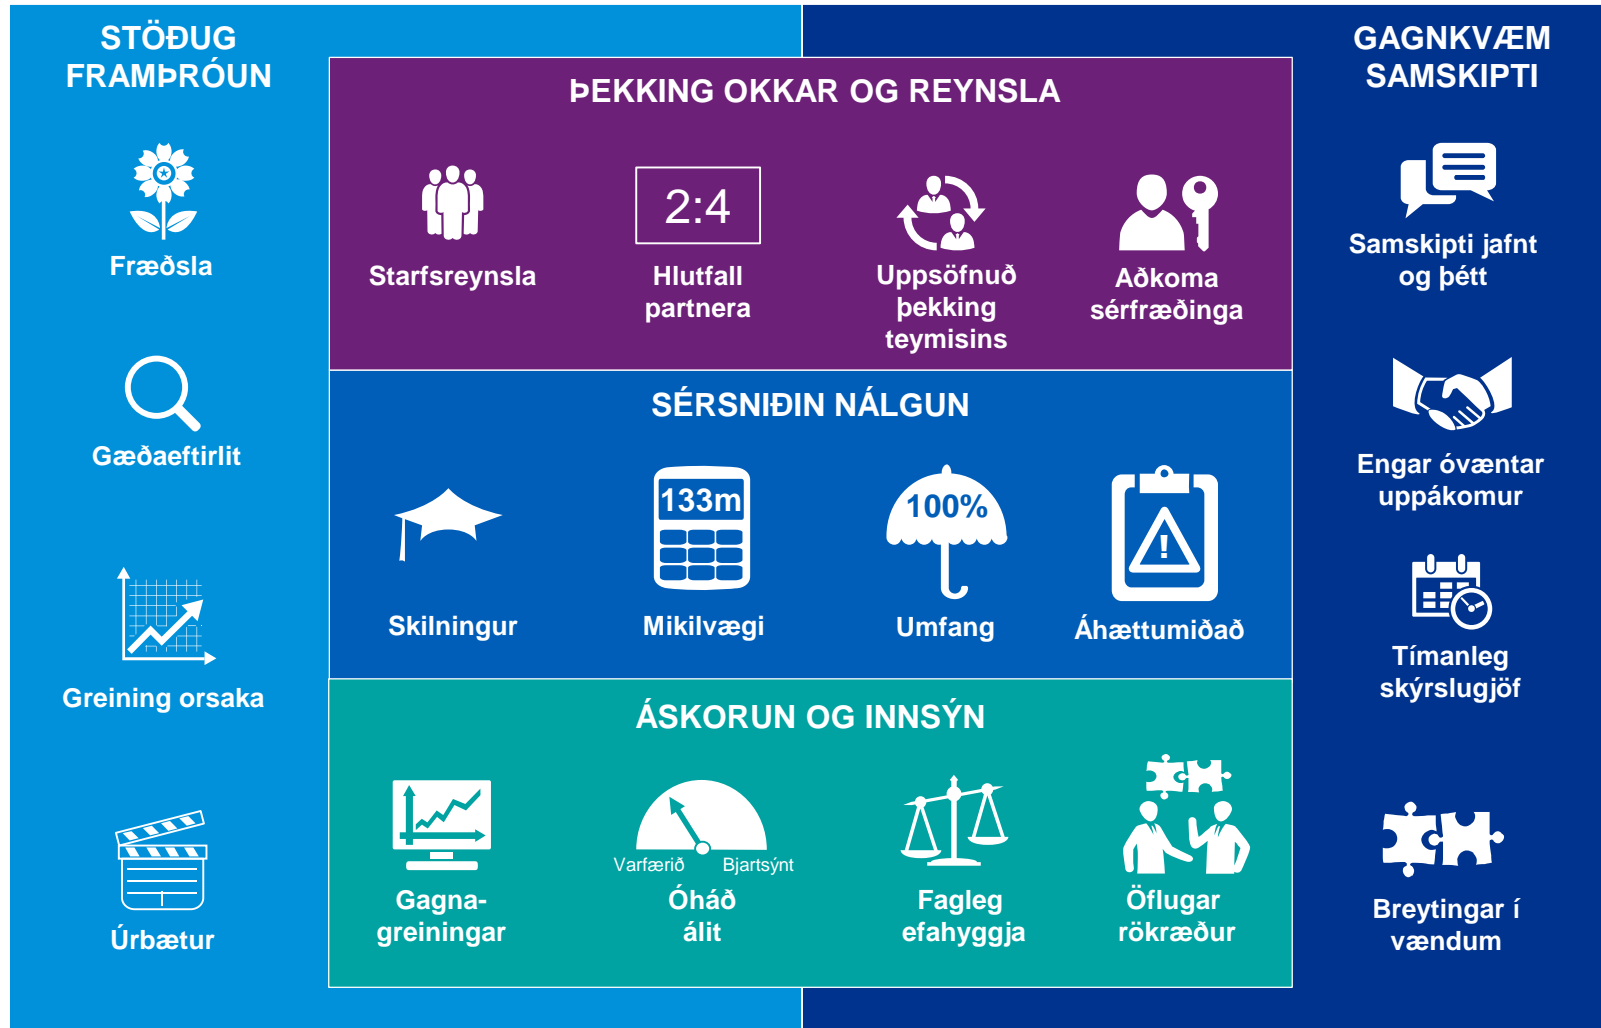 STÖÐUG
FRAMÞRÓUN
Fræðsla
Gæðaeftirlit
Greining orsaka
Úrbætur
ÞEKKING OKKAR OG REYNSLA
2:4
Starfsreynsla
Hlutfall
partnera
Uppsöfnuð
þekking
teymisins
Aðkoma
sérfræðinga
SÉRSNIÐIN NÁLGUN
133m
100%
!
Skilningur
Mikilvægi
Umfang
Áhættumiðað
ÁSKORUN OG INNSÝN
Varfærið
Bjartsýnt
Gagna-
greiningar
Óháð
álit
Fagleg
efahyggja
Öflugar
rökræður
GAGNKVÆM
SAMSKIPTI
Samskipti jafnt
og þétt
Engar óvæntar
uppákomur
Tímanleg
skýrslugjöf
Breytingar í
vændum